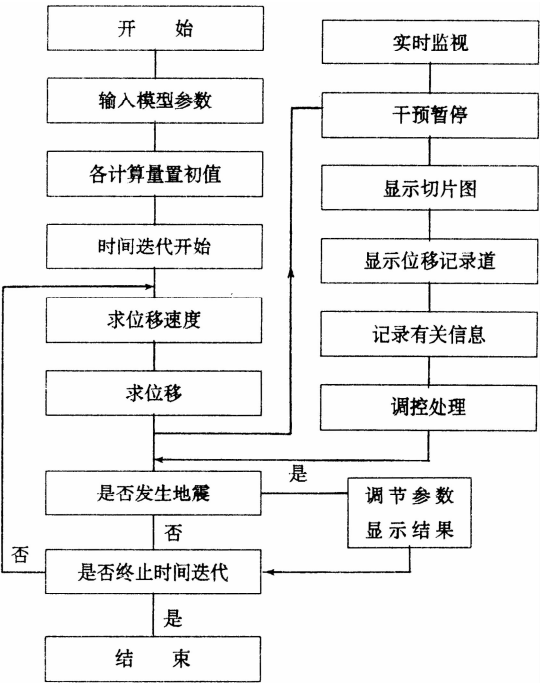 开 始
输入模型参数
各计算量置初值
时间迭代开始
求位移速度
求位移
是否发生地震
否
是否终止时间迭代
否
是
结 束
实时监视
干预暂停
显示切片图
显示位移记录道
记录有关信息
调控处理
是
调节参数
显示结果